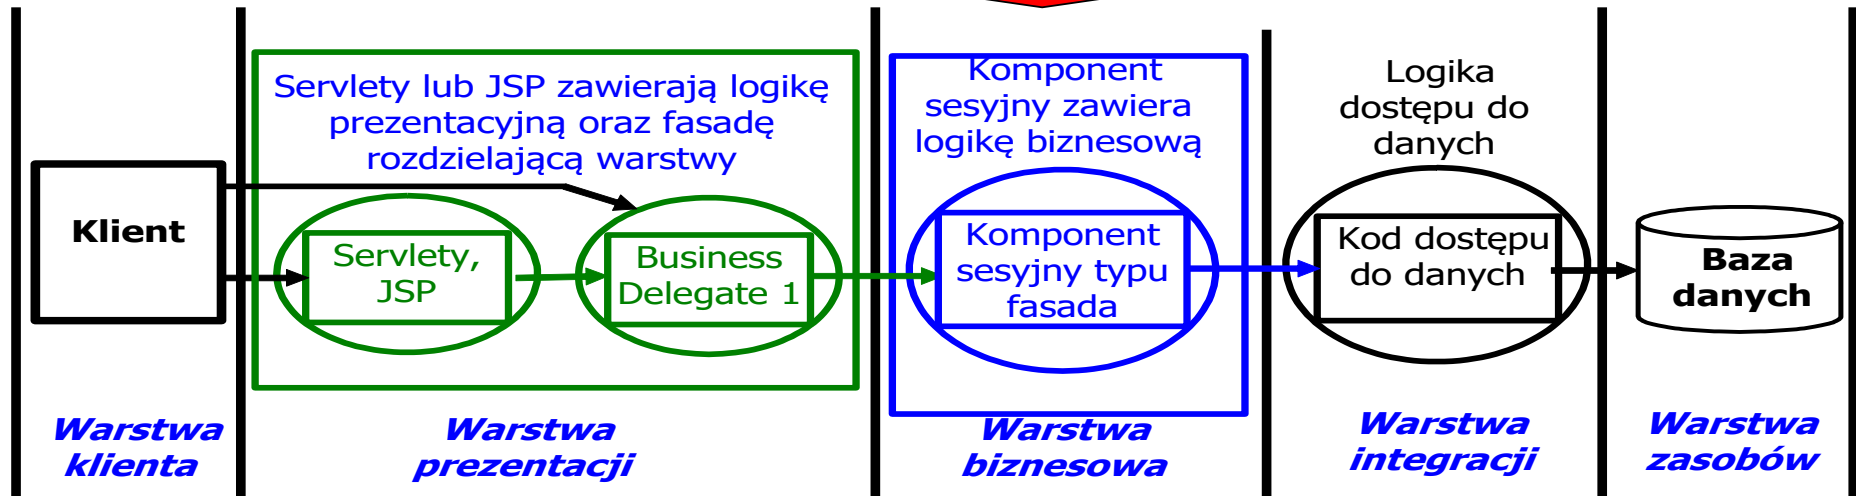 Servlety lub JSP zawierają logikę
prezentacyjną oraz fasadę
rozdzielającą warstwy
Komponent
sesyjny zawiera
logikę biznesową
Logika
dostępu do
danych
Klient
Servlety,
JSP
Business
Delegate 1
Komponent
sesyjny typu
fasada
Kod dostępu
do danych
Baza
danych
Warstwa
klienta
Warstwa
prezentacji
Warstwa
biznesowa
Warstwa
integracji
Warstwa
zasobów